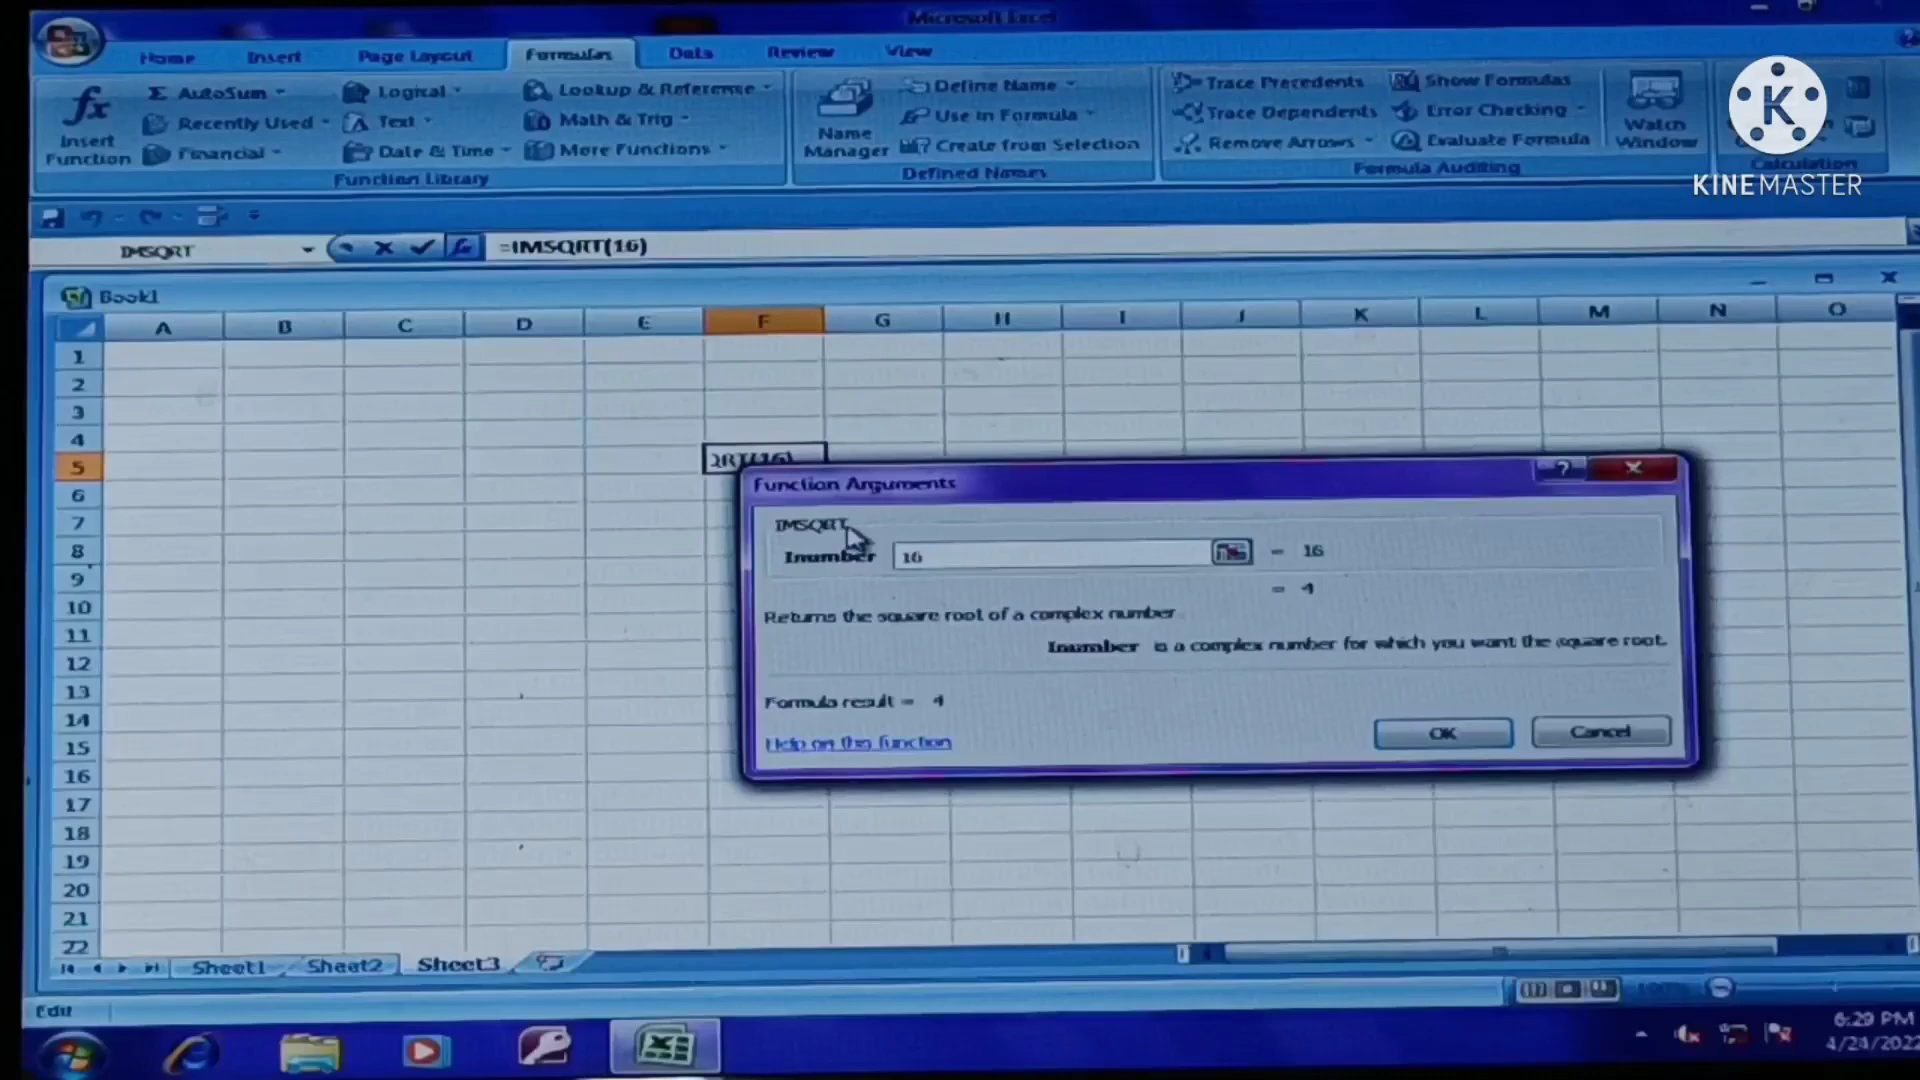 Microsoft Excel
Home Insert Page Layout Formulas Data Review View
AutoSum Logical Lookup & Reference Define Name Trace Precedents Show Formulas
Recently Used Text Math & Trig Use in Formula Trace Dependents Error Checking
Insert Function Financial Date & Time More Functions Name Manager Create from Selection Remove Arrows Evaluate Formula Watch Window
Function Library Defined Names Formula Auditing Calculation
K
KINEMASTER
IMSQRT =IMSQRT(16)
Book1
A B C D E F G H I J K L M N O
1
2
3
4
5 QRT(16)
6
7
8
9
10
11
12
13
14
15
16
17
18
19
20
21
22
Function Arguments
IMSQRT
Inumber 16 = 16
= 4
Returns the square root of a complex number.
Inumber is a complex number for which you want the square root.
Formula result = 4
Help on this function
OK Cancel
Sheet1 Sheet2 Sheet3
Edit
6:29 PM
4/24/2022